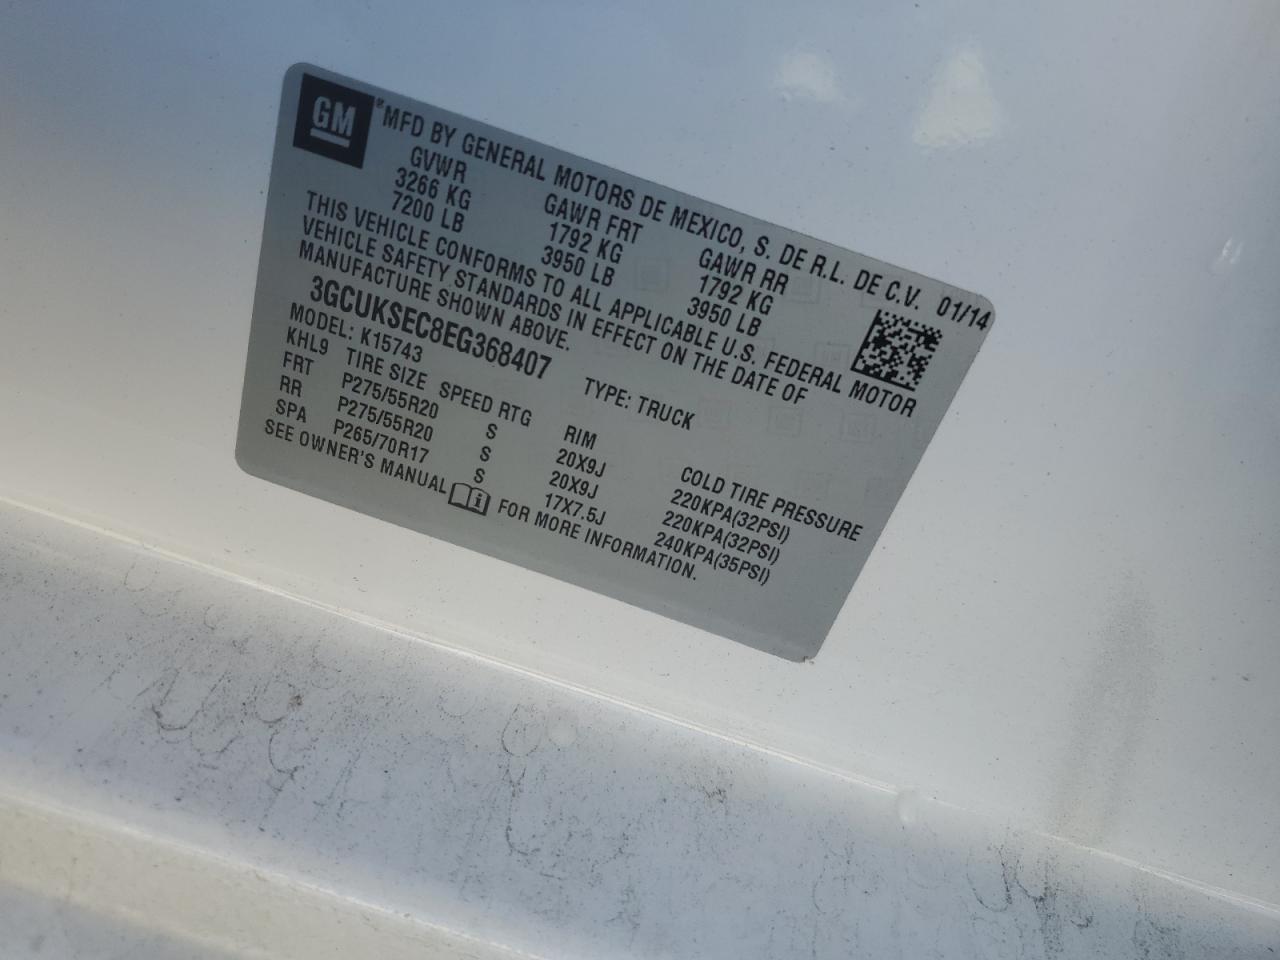 GM
®MFD BY GENERAL MOTORS DE MEXICO, S. DE R.L. DE C.V. 01/14
GVWR GAWR FRT GAWR RR
3266 KG 1792 KG 1792 KG
7200 LB 3950 LB 3950 LB
THIS VEHICLE CONFORMS TO ALL APPLICABLE U.S. FEDERAL MOTOR
VEHICLE SAFETY STANDARDS IN EFFECT ON THE DATE OF
MANUFACTURE SHOWN ABOVE.
3GCUKSEC8EG368407 TYPE: TRUCK
MODEL: K15743
KHL9 TIRE SIZE SPEED RTG RIM COLD TIRE PRESSURE
FRT P275/55R20 S 20X9J 220KPA(32PSI)
RR P275/55R20 S 20X9J 220KPA(32PSI)
SPA P265/70R17 S 17X7.5J 240KPA(35PSI)
SEE OWNER'S MANUAL FOR MORE INFORMATION.